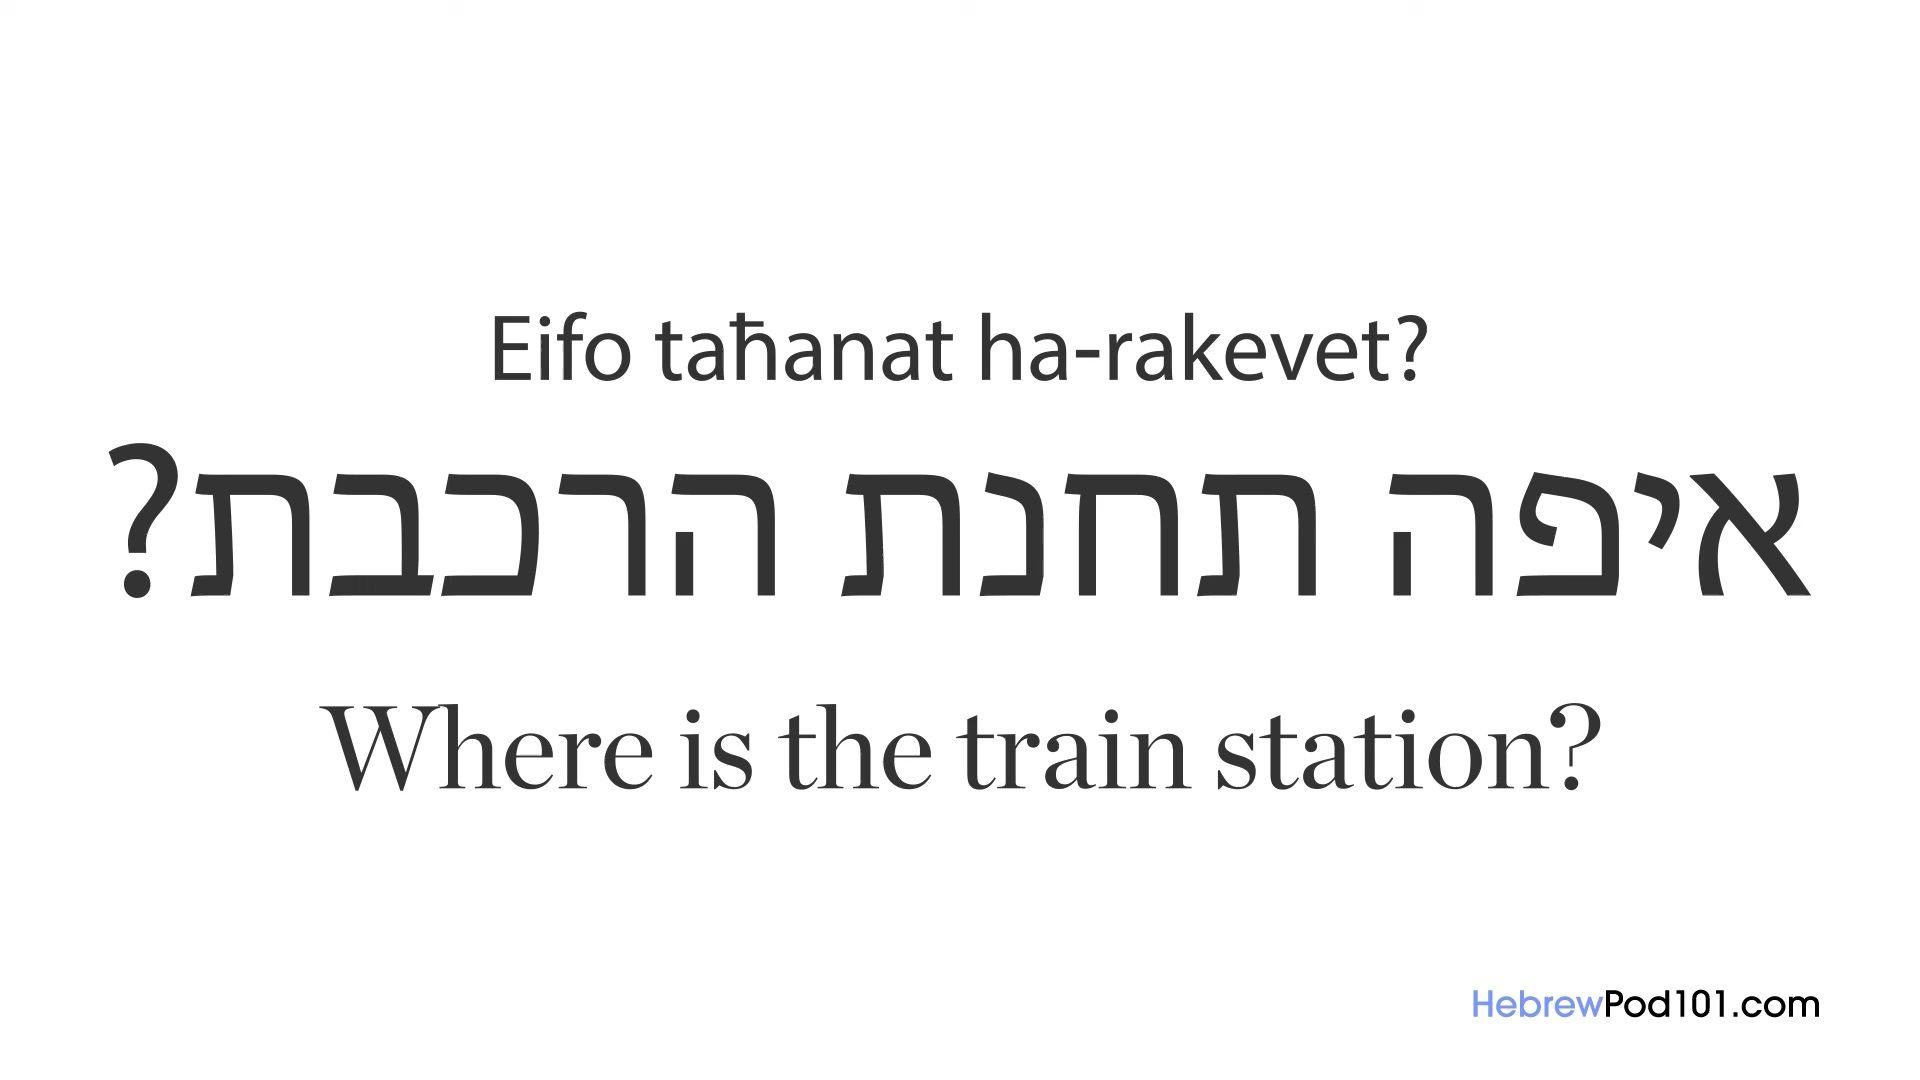 Eifo taħanat ha-rakevet?
איפה תחנת הרכבת?
Where is the train station?
HebrewPod101.com